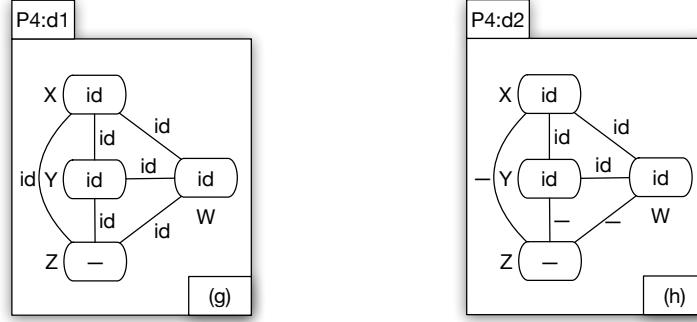 P4:d1
X id
id id
id Y id id id
W
id id
Z —
(g)
P4:d2
X id
id id
— Y id id id
W
— —
Z —
(h)